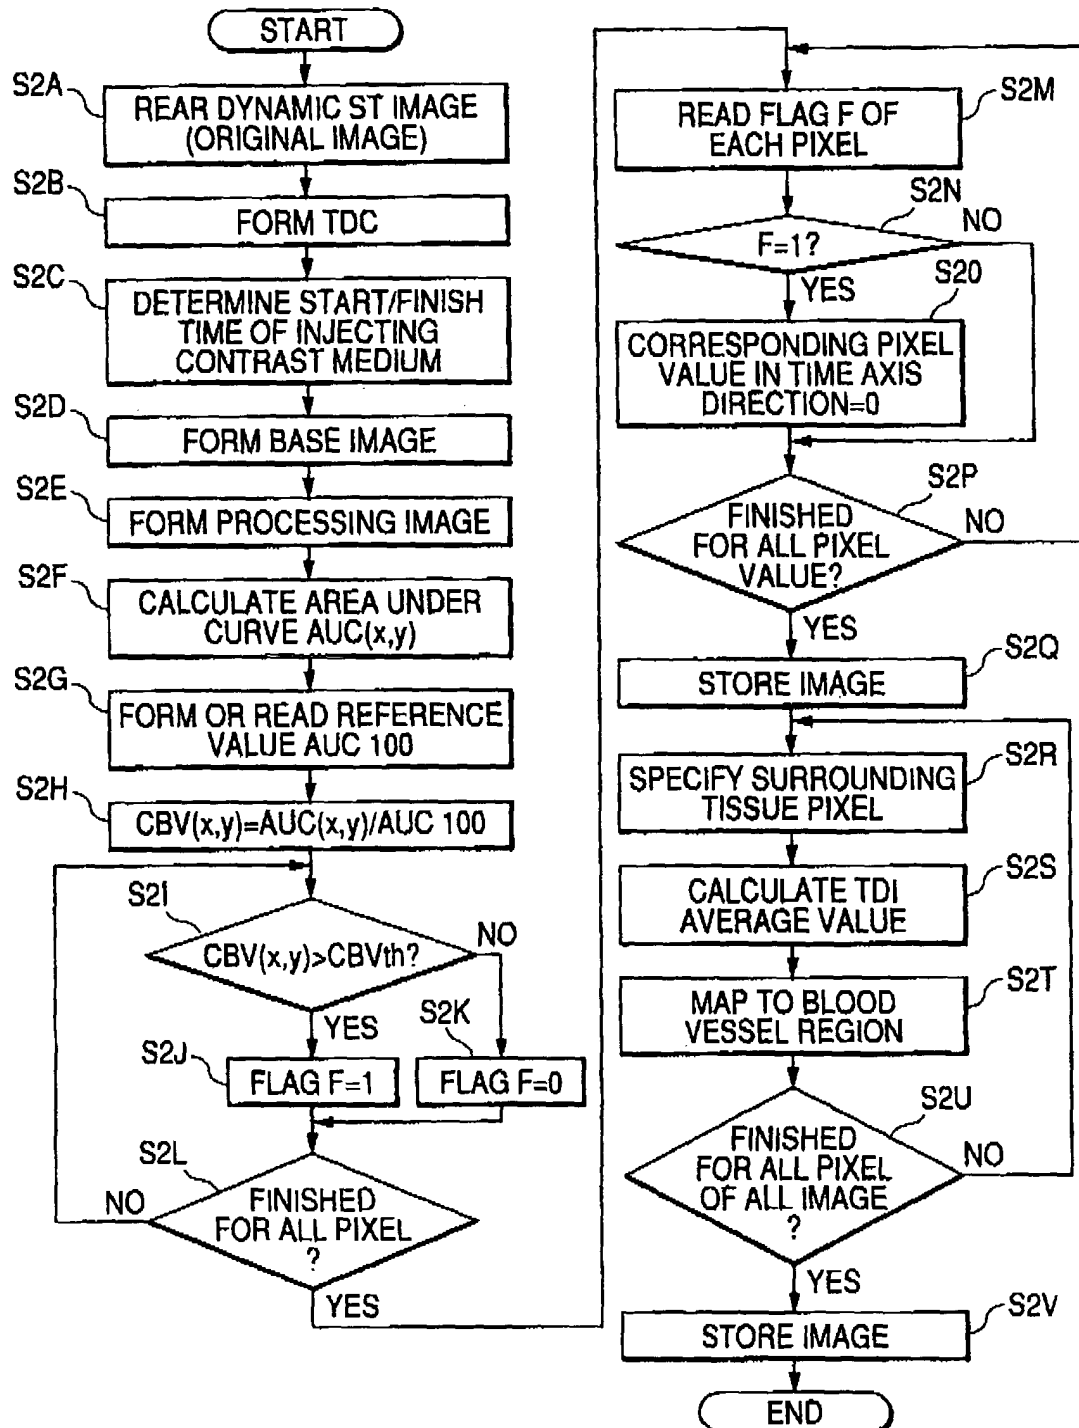 START
S2A
REAR DYNAMIC ST IMAGE
(ORIGINAL IMAGE)
S2B
FORM TDC
S2C
DETERMINE START/FINISH
TIME OF INJECTING
CONTRAST MEDIUM
S2D
FORM BASE IMAGE
S2E
FORM PROCESSING IMAGE
S2F
CALCULATE AREA UNDER
CURVE AUC(x,y)
S2G
FORM OR READ REFERENCE
VALUE AUC 100
S2H
CBV(x,y)=AUC(x,y)/AUC 100
S2I
CBV(x,y)>CBVth?
NO
YES
S2J
FLAG F=1
S2K
FLAG F=0
S2L
FINISHED
FOR ALL PIXEL
?
NO
YES
S2M
READ FLAG F OF
EACH PIXEL
S2N
F=1?
NO
YES
S20
CORRESPONDING PIXEL
VALUE IN TIME AXIS
DIRECTION=0
S2P
FINISHED
FOR ALL PIXEL
VALUE?
NO
YES
S2Q
STORE IMAGE
S2R
SPECIFY SURROUNDING
TISSUE PIXEL
S2S
CALCULATE TDI
AVERAGE VALUE
S2T
MAP TO BLOOD
VESSEL REGION
S2U
FINISHED
FOR ALL PIXEL
OF ALL IMAGE
?
NO
YES
S2V
STORE IMAGE
END